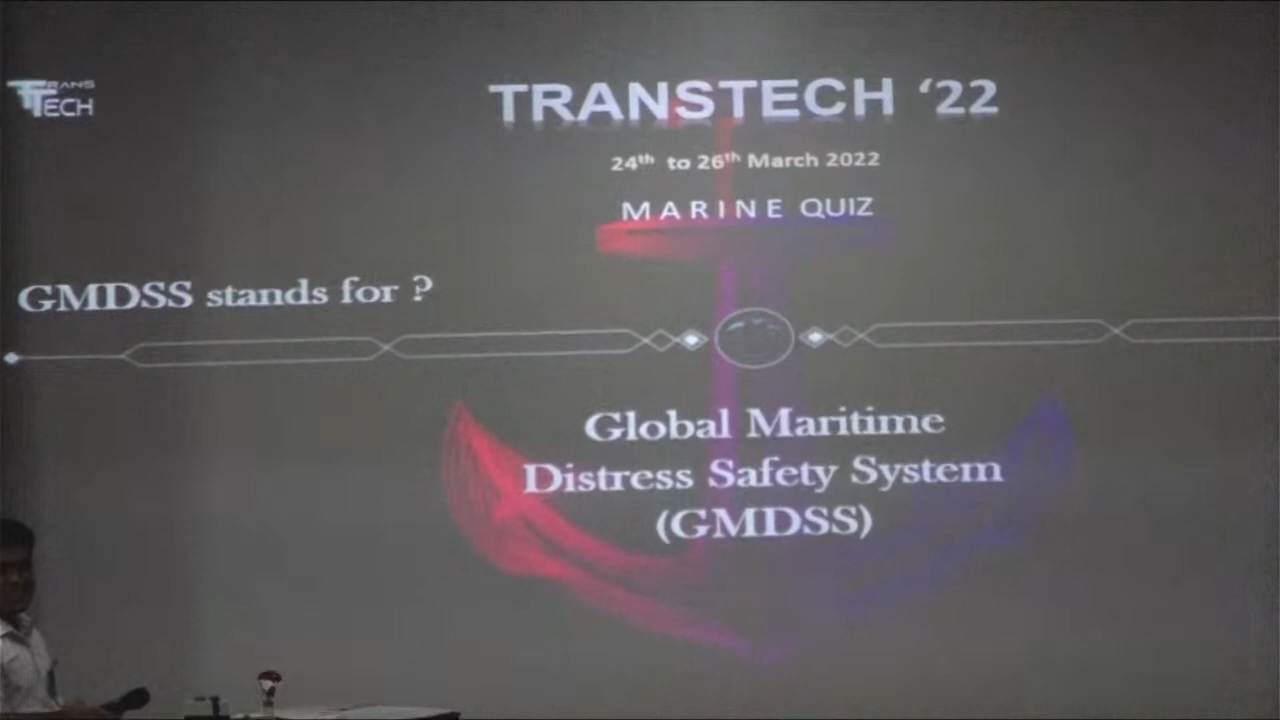 TRANS
TECH
TRANSTECH ‘22
24th to 26th March 2022
MARINE QUIZ
GMDSS stands for ?
Global Maritime
Distress Safety System
(GMDSS)